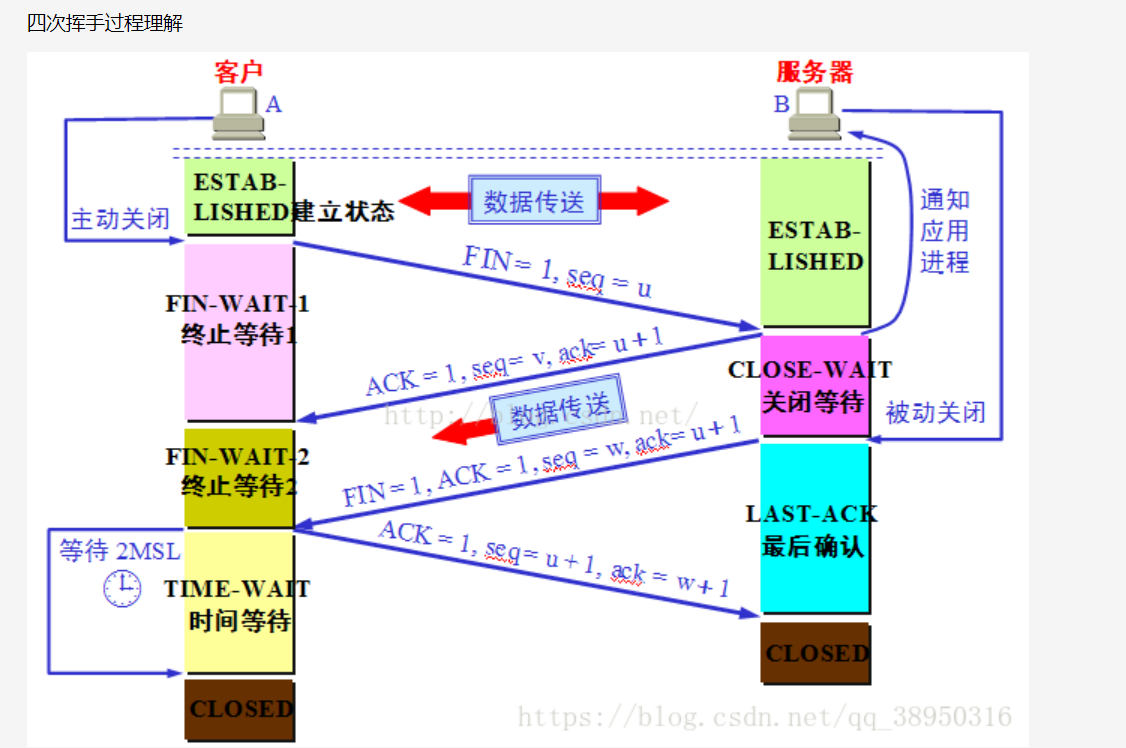 四次挥手过程理解
客户
服务器
A
B
ESTAB-
LISHED建立状态
数据传送
主动关闭
ESTAB-
LISHED
通知
应用
进程
FIN = 1, seq = u
FIN-WAIT-1
终止等待1
ACK = 1, seq= v, ack= u+1
CLOSE-WAIT
关闭等待
被动关闭
数据传送
FIN-WAIT-2
终止等待2
FIN=1, ACK = 1, seq = w, ack= u+1
LAST-ACK
最后确认
ACK = 1, seq= u+1, ack = w+1
等待 2MSL
TIME-WAIT
时间等待
CLOSED
CLOSED
https://blog.csdn.net/qq_38950316